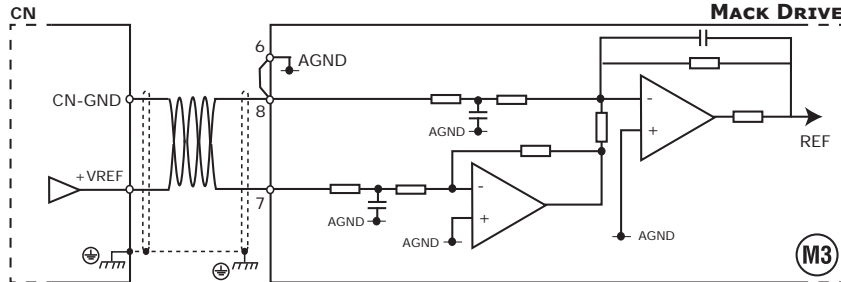 CN
MACK DRIVE
6
AGND
CN-GND
8
AGND
-
+
REF
+VREF
7
-
+
AGND
AGND
AGND
M3